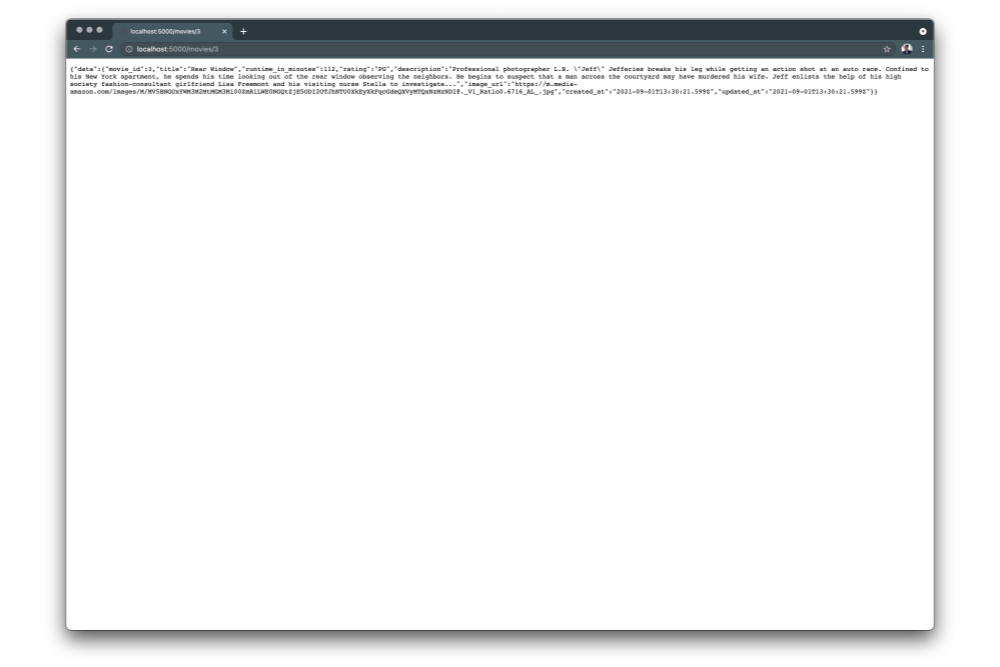 localhost:5000/movies/3
localhost:5000/movies/3
{"data":{"movie_id":3,"title":"Rear Window","runtime_in_minutes":112,"rating":"PG","description":"Professional photographer L.B. \"Jeff\" Jefferies breaks his leg while getting an action shot at an auto race. Confined to
his New York apartment, he spends his time looking out of the rear window observing the neighbors. He begins to suspect that a man across the courtyard may have murdered his wife. Jeff enlists the help of his high
society fashion-consultant girlfriend Lisa Freemont and his visiting nurse Stella to investigate...","image_url":"https://m.media-
amazon.com/images/M/ .jpg","created_at":"2021-09-01T13:30:21.599Z","updated_at":"2021-09-01T13:30:21.599Z"}}